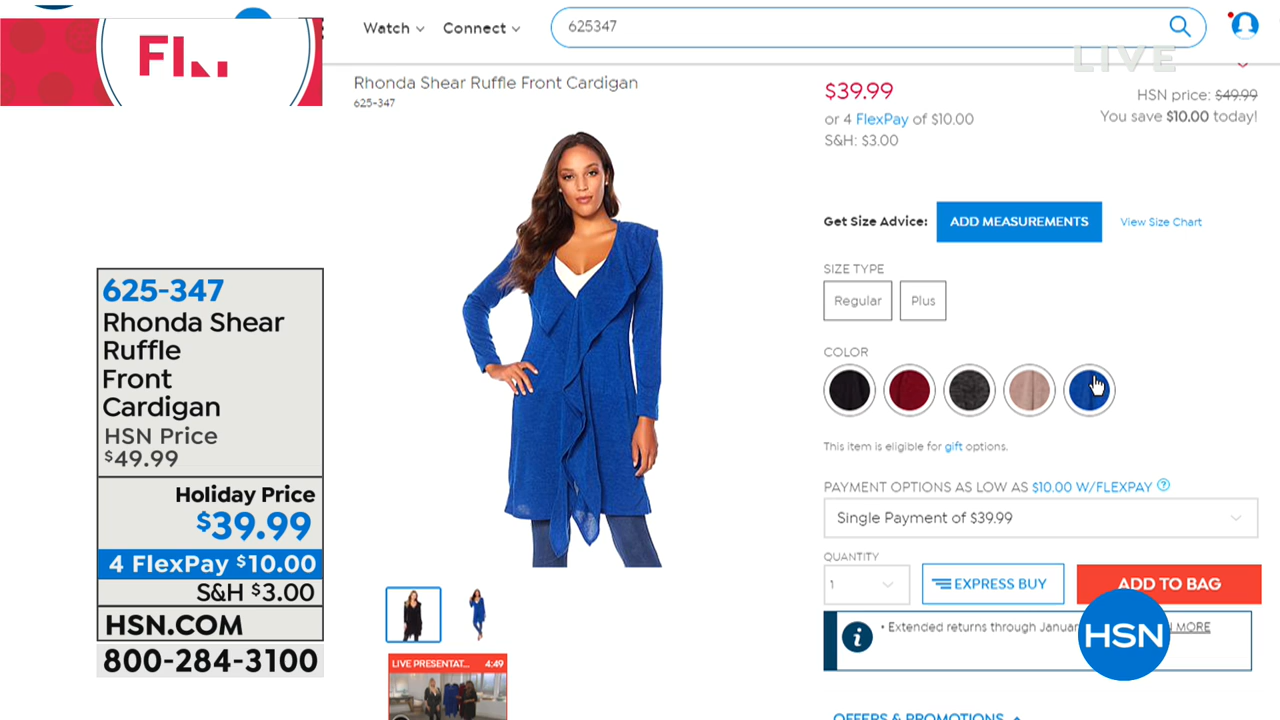 Watch
Connect
625347
LIVE
Rhonda Shear Ruffle Front Cardigan
625-347
$39.99
HSN price: $49.99
or 4 FlexPay of $10.00
You save $10.00 today!
S&H: $3.00
Get Size Advice:
ADD MEASUREMENTS
View Size Chart
SIZE TYPE
Regular
Plus
COLOR
This item is eligible for gift options.
PAYMENT OPTIONS AS LOW AS $10.00 W/FLEXPAY ?
Single Payment of $39.99
QUANTITY
1
EXPRESS BUY
ADD TO BAG
• Extended returns through
MORE
HSN
OFFERS & PROMOTIONS
LIVE PRESENTAT... 4:49
625-347
Rhonda Shear
Ruffle
Front
Cardigan
HSN Price
$49.99
Holiday Price
$39.99
4 FlexPay $10.00
S&H $3.00
HSN.COM
800-284-3100